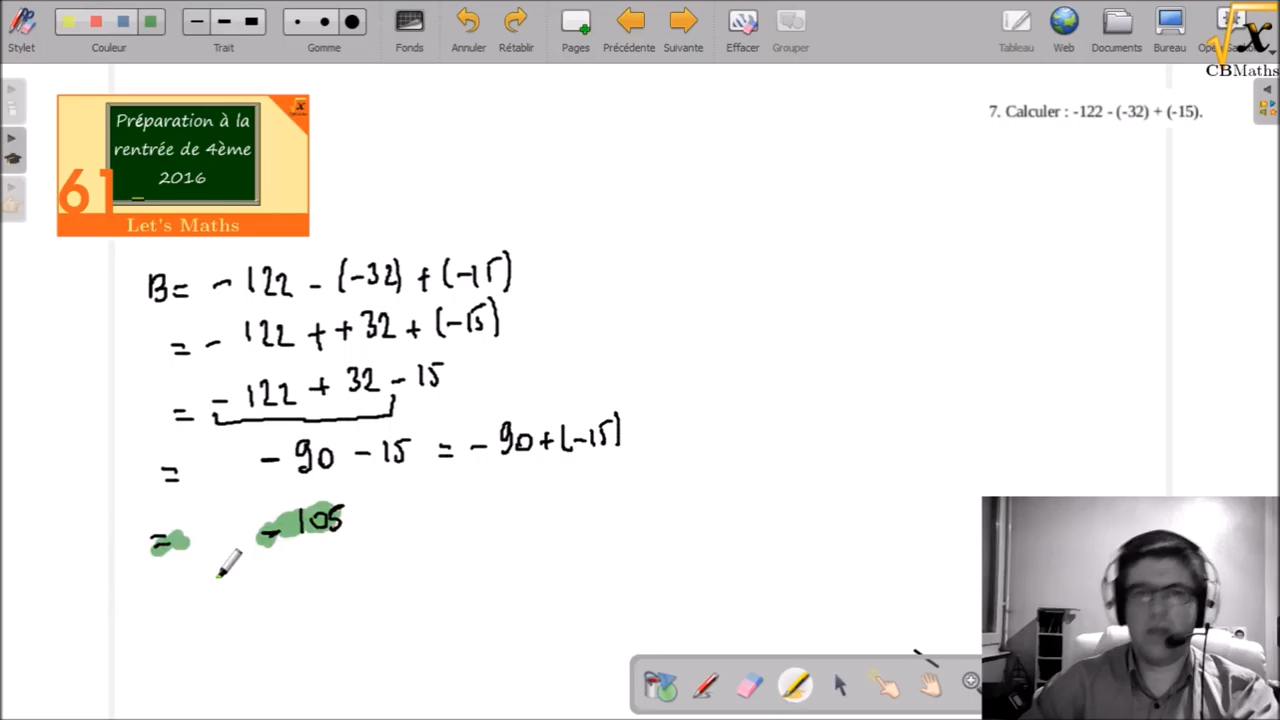 Stylet
Couleur
Trait
Gomme
Fonds
Annuler
Rétablir
Pages
Précédente
Suivante
Effacer
Grouper
Tableau
Web
Documents
Bureau
CBMaths
Préparation à la
rentrée de 4ème
2016
61
Let's Maths
7. Calculer : -122 - (-32) + (-15).
B= -122 - (-32) + (-15)
= - 122 + +32 + (-15)
= -122 + 32 - 15
= - 90 - 15 = - 90+(-15)
= - 105